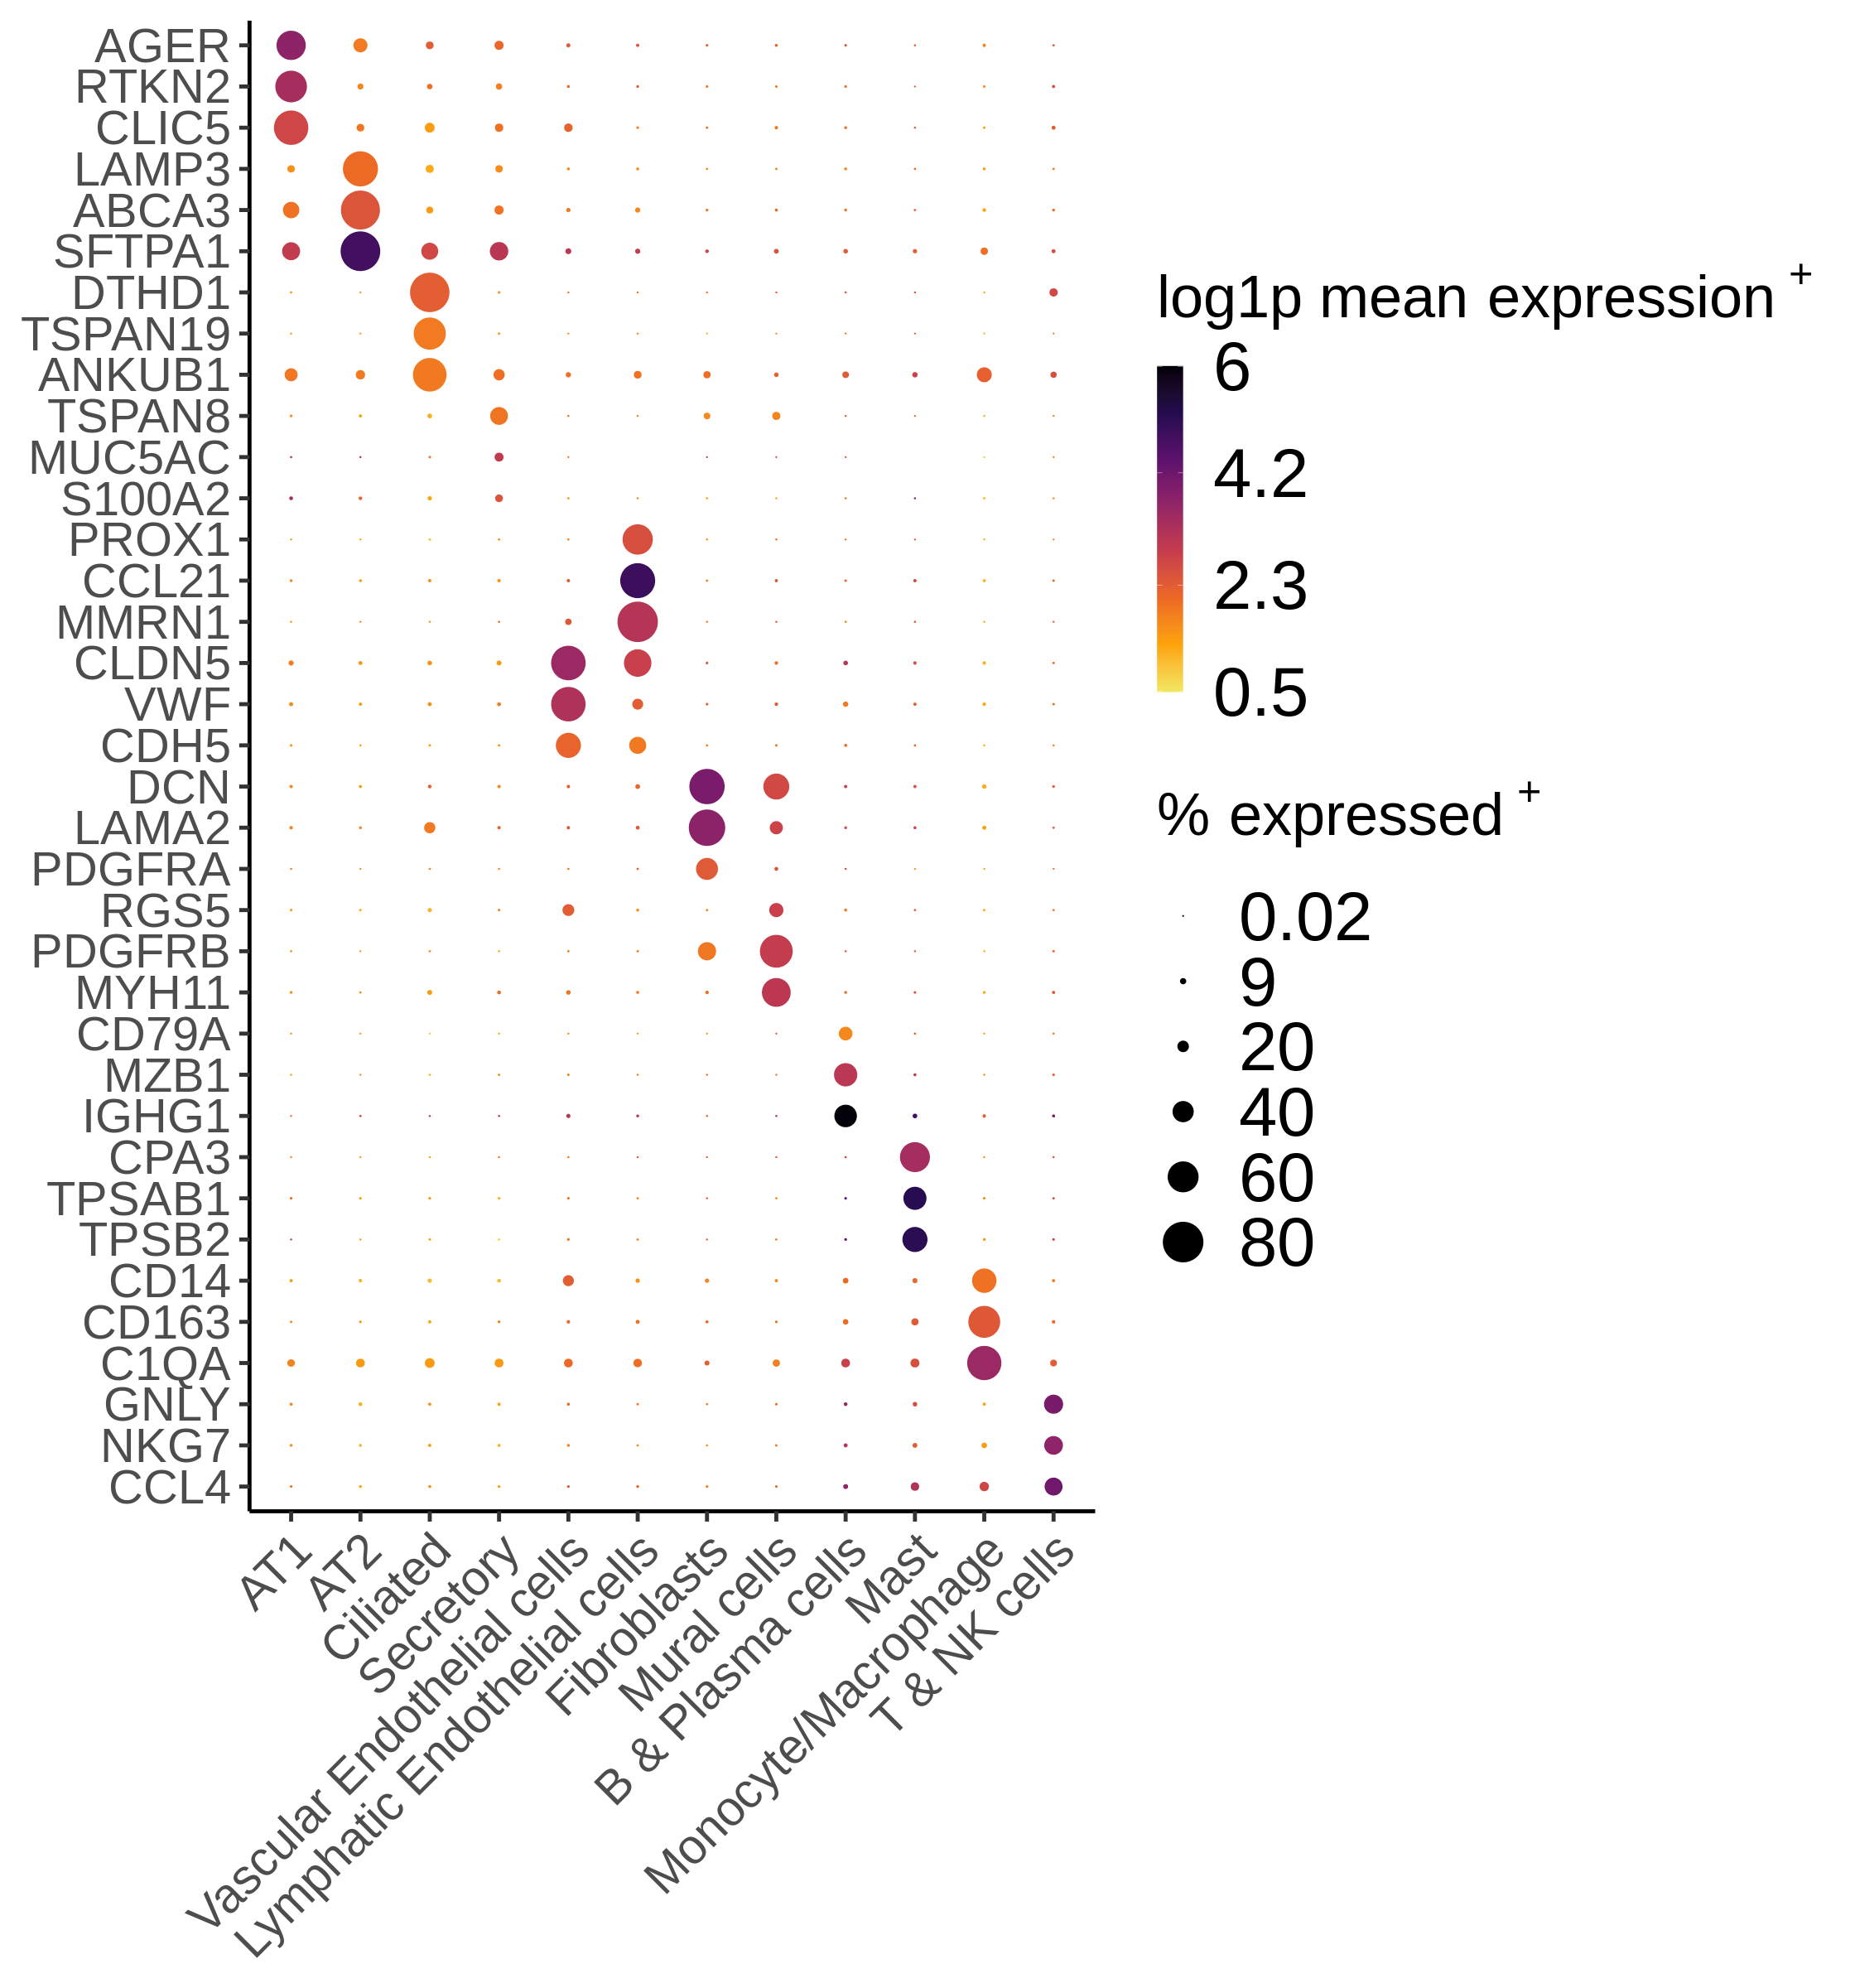 AGER
RTKN2
CLIC5
LAMP3
ABCA3
SFTPA1
DTHD1
TSPAN19
ANKUB1
TSPAN8
MUC5AC
S100A2
PROX1
CCL21
MMRN1
CLDN5
VWF
CDH5
DCN
LAMA2
PDGFRA
RGS5
PDGFRB
MYH11
CD79A
MZB1
IGHG1
CPA3
TPSAB1
TPSB2
CD14
CD163
C1QA
GNLY
NKG7
CCL4
AT1
AT2
Ciliated
Secretory
Vascular Endothelial cells
Lymphatic Endothelial cells
Fibroblasts
Mural cells
B & Plasma cells
Mast
Monocyte/Macrophage
T & NK cells
log1p mean expression +
6
4.2
2.3
0.5
% expressed +
0.02
9
20
40
60
80